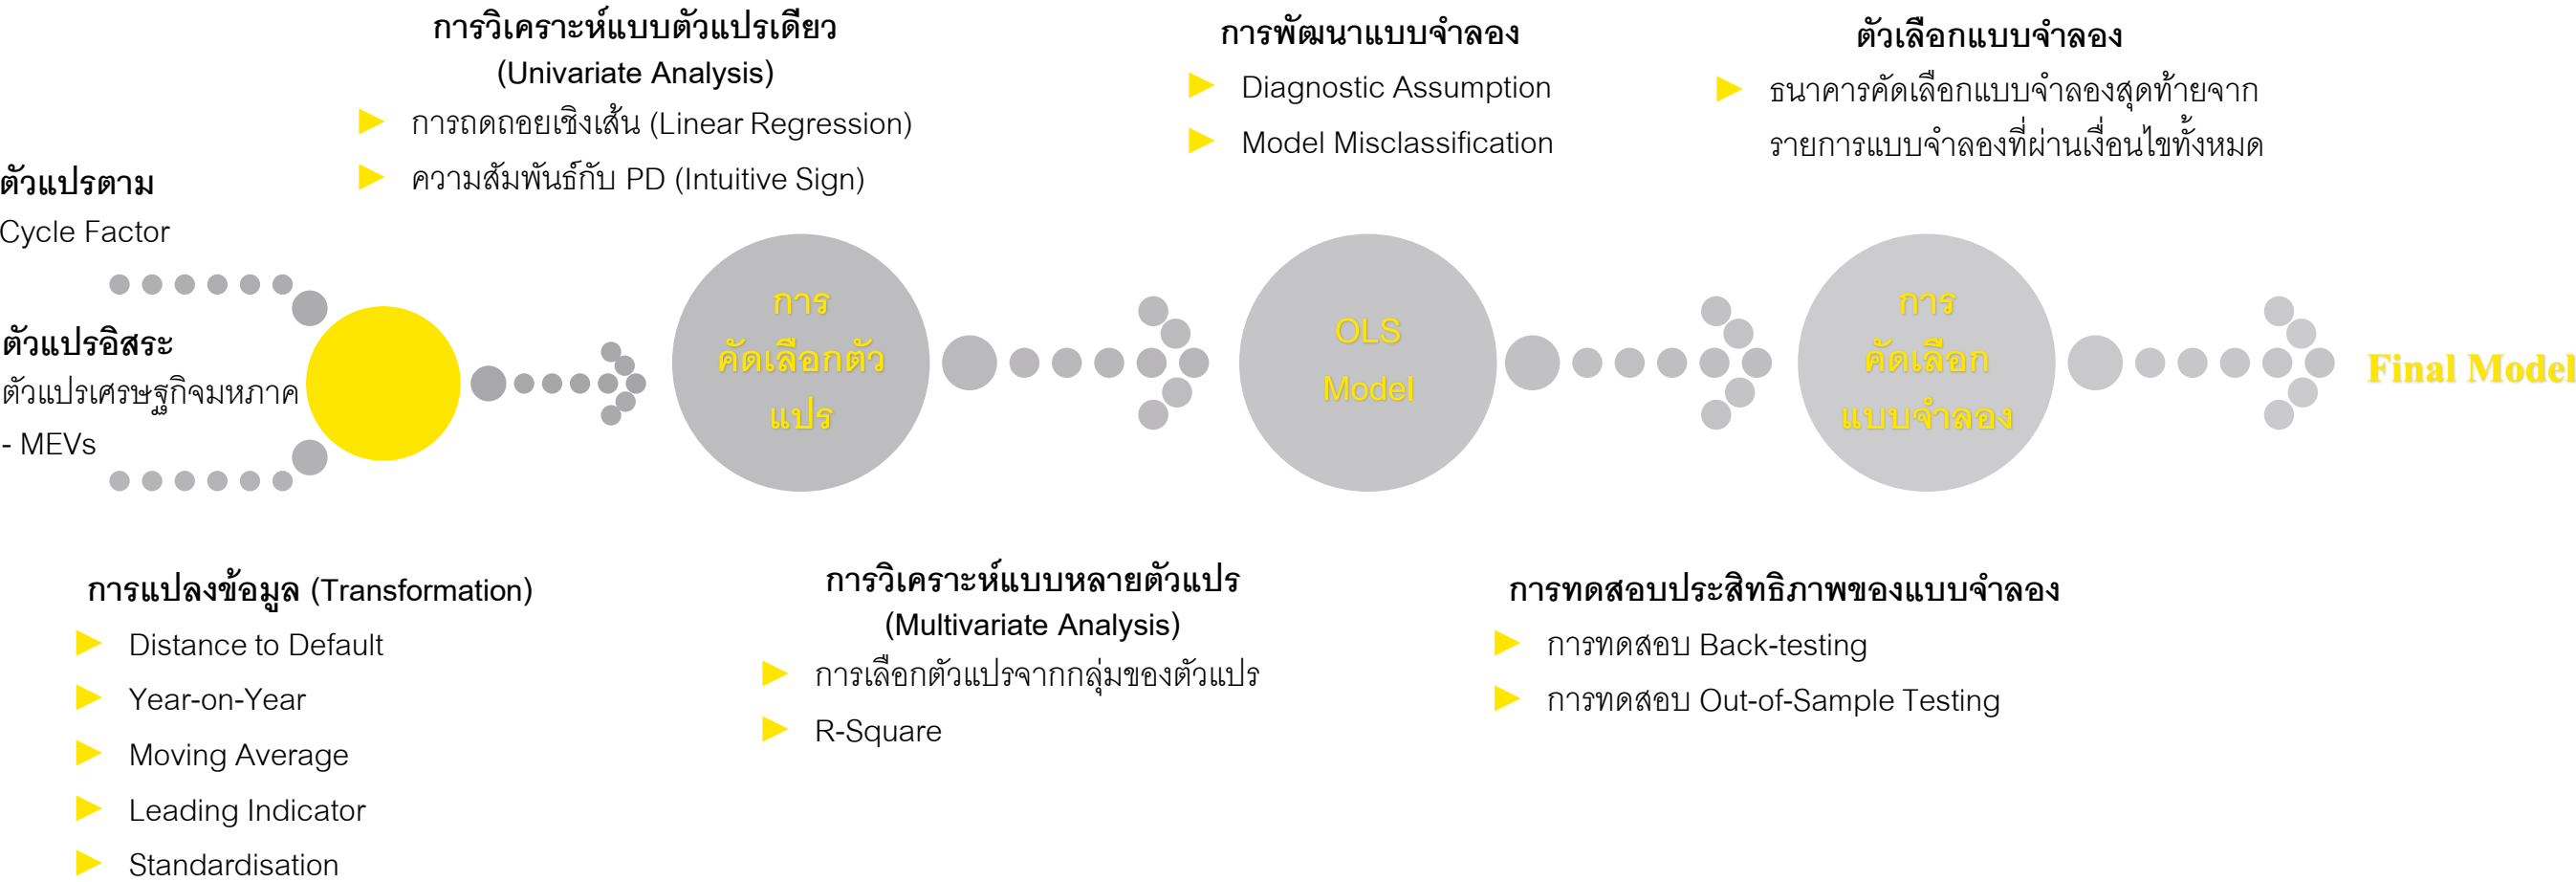 การวิเคราะห์แบบตัวแปรเดียว
(Univariate Analysis)
การถดถอยเชิงเส้น (Linear Regression)
ความสัมพันธ์กับ PD (Intuitive Sign)
การพัฒนาแบบจำลอง
Diagnostic Assumption
Model Misclassification
ตัวเลือกแบบจำลอง
ธนาคารคัดเลือกแบบจำลองสุดท้ายจาก
รายการแบบจำลองที่ผ่านเงื่อนไขทั้งหมด
ตัวแปรตาม
Cycle Factor
ตัวแปรอิสระ
ตัวแปรเศรษฐกิจมหภาค
- MEVs
การ
คัดเลือกตัว
แปร
OLS
Model
การ
คัดเลือก
แบบจำลอง
Final Model
การแปลงข้อมูล (Transformation)
Distance to Default
Year-on-Year
Moving Average
Leading Indicator
Standardisation
การวิเคราะห์แบบหลายตัวแปร
(Multivariate Analysis)
การเลือกตัวแปรจากกลุ่มของตัวแปร
R-Square
การทดสอบประสิทธิภาพของแบบจำลอง
การทดสอบ Back-testing
การทดสอบ Out-of-Sample Testing